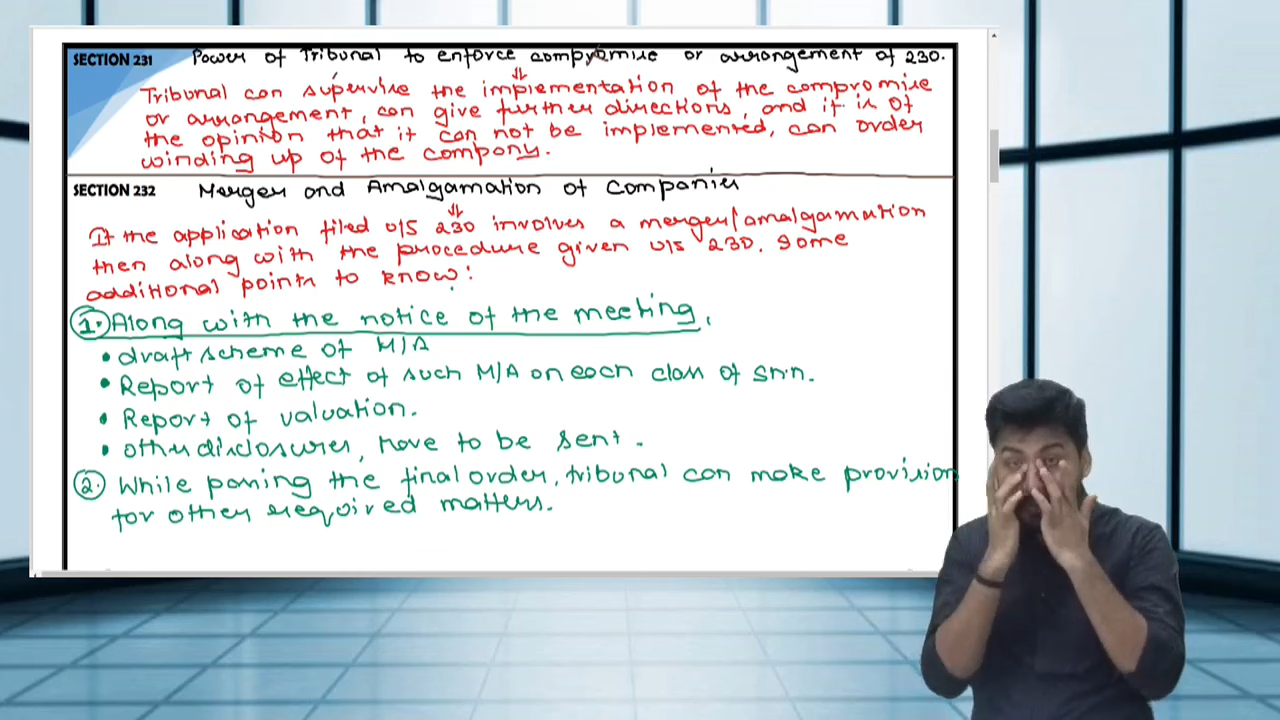 SECTION 231 Power of Tribunal to enforce compromise or arrangement of 230.
Tribunal can supervise the implementation of the compromise
or arrangement, can give further directions, and if is of
the opinion that it can not be implemented, can order
winding up of the company.
SECTION 232 Merger and Amalgamation of Companies
If the application filed u/s 230 involves a merger/amalgamation
then along with the procedure given u/s 230. Some
additional points to know:
1. Along with the notice of the meeting,
• draft scheme of M/A
• Report of effect of such M/A on each class of SH.
• Report of valuation.
• other disclosures, have to be sent.
2. While passing the final order, tribunal can make provision
for other required matters.